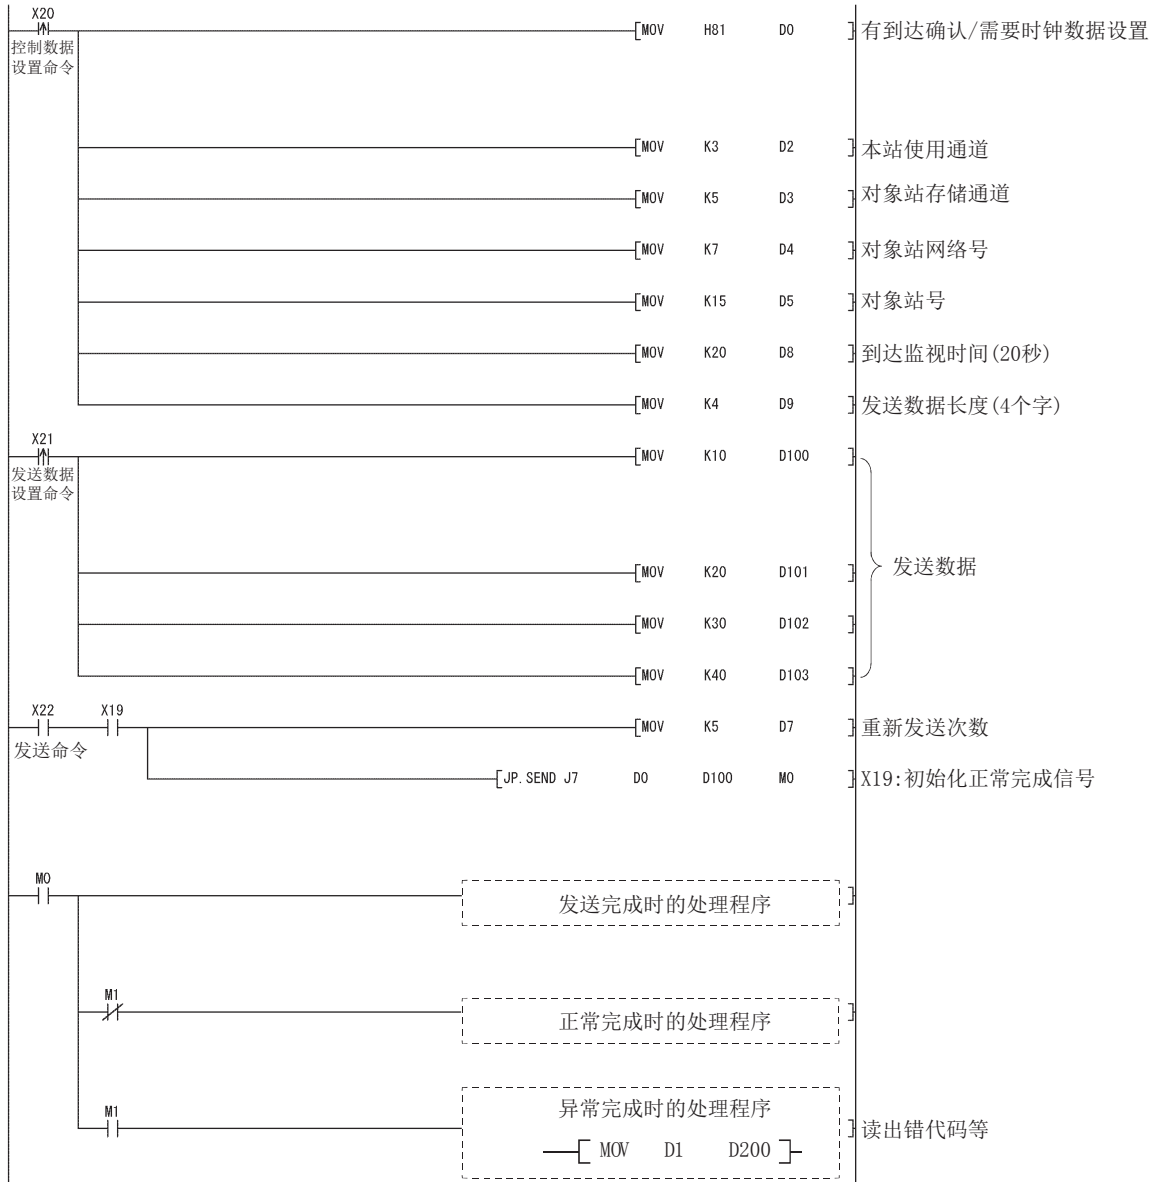 X20
MOV H81 D0 有到达确认/需要时钟数据设置
控制数据
设置命令
MOV K3 D2 本站使用通道
MOV K5 D3 对象站存储通道
MOV K7 D4 对象站网络号
MOV K15 D5 对象站号
MOV K20 D8 到达监视时间(20秒)
MOV K4 D9 发送数据长度(4个字)
X21
MOV K10 D100
发送数据
设置命令
MOV K20 D101 发送数据
MOV K30 D102
MOV K40 D103
X22 X19
MOV K5 D7 重新发送次数
发送命令
JP.SEND J7 D0 D100 M0 X19:初始化正常完成信号
M0
发送完成时的处理程序
M1
正常完成时的处理程序
M1
异常完成时的处理程序
读出错代码等
MOV D1 D200